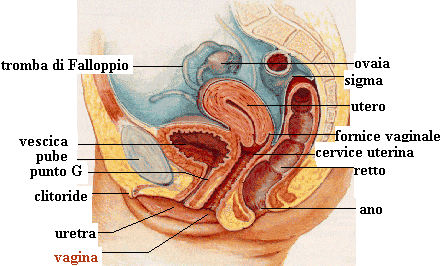 tromba di Falloppio
ovaia
sigma
utero
fornice vaginale
vescica
cervice uterina
pube
retto
punto G
clitoride
ano
uretra
vagina